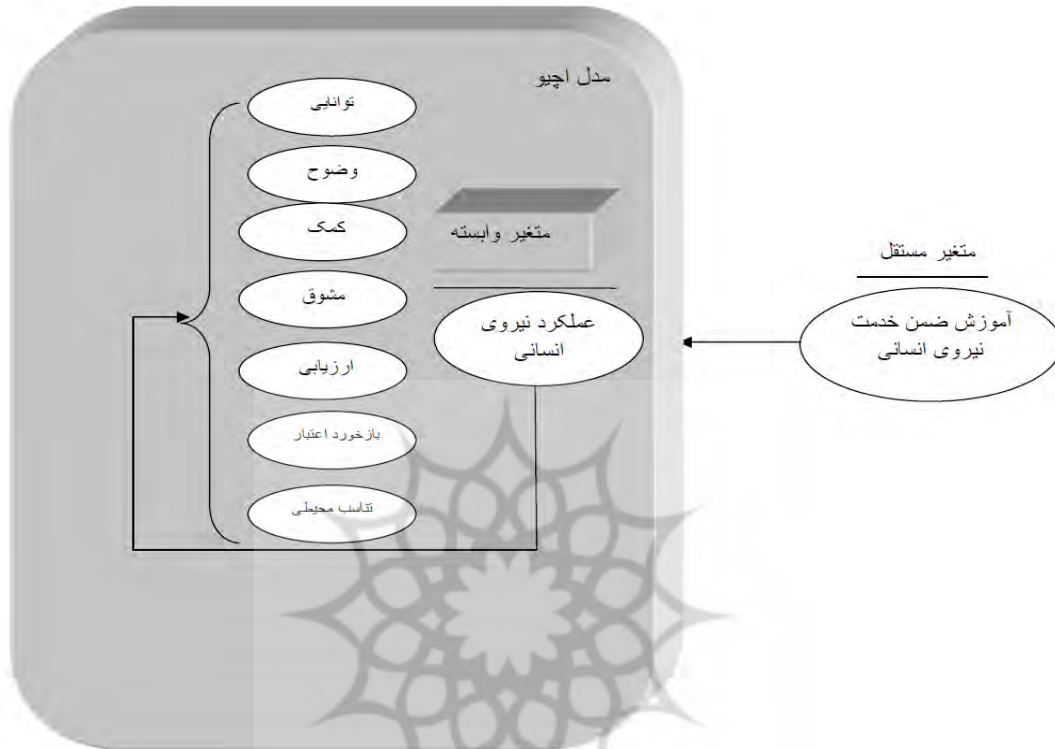 مدل اچیو
توانایی
وضوح
کمک
مشوق
ارزیابی
بازخورد اعتبار
تناسب محیطی
متغیر وابسته
عملکرد نیروی
انسانی
متغیر مستقل
آموزش ضمن خدمت
نیروی انسانی